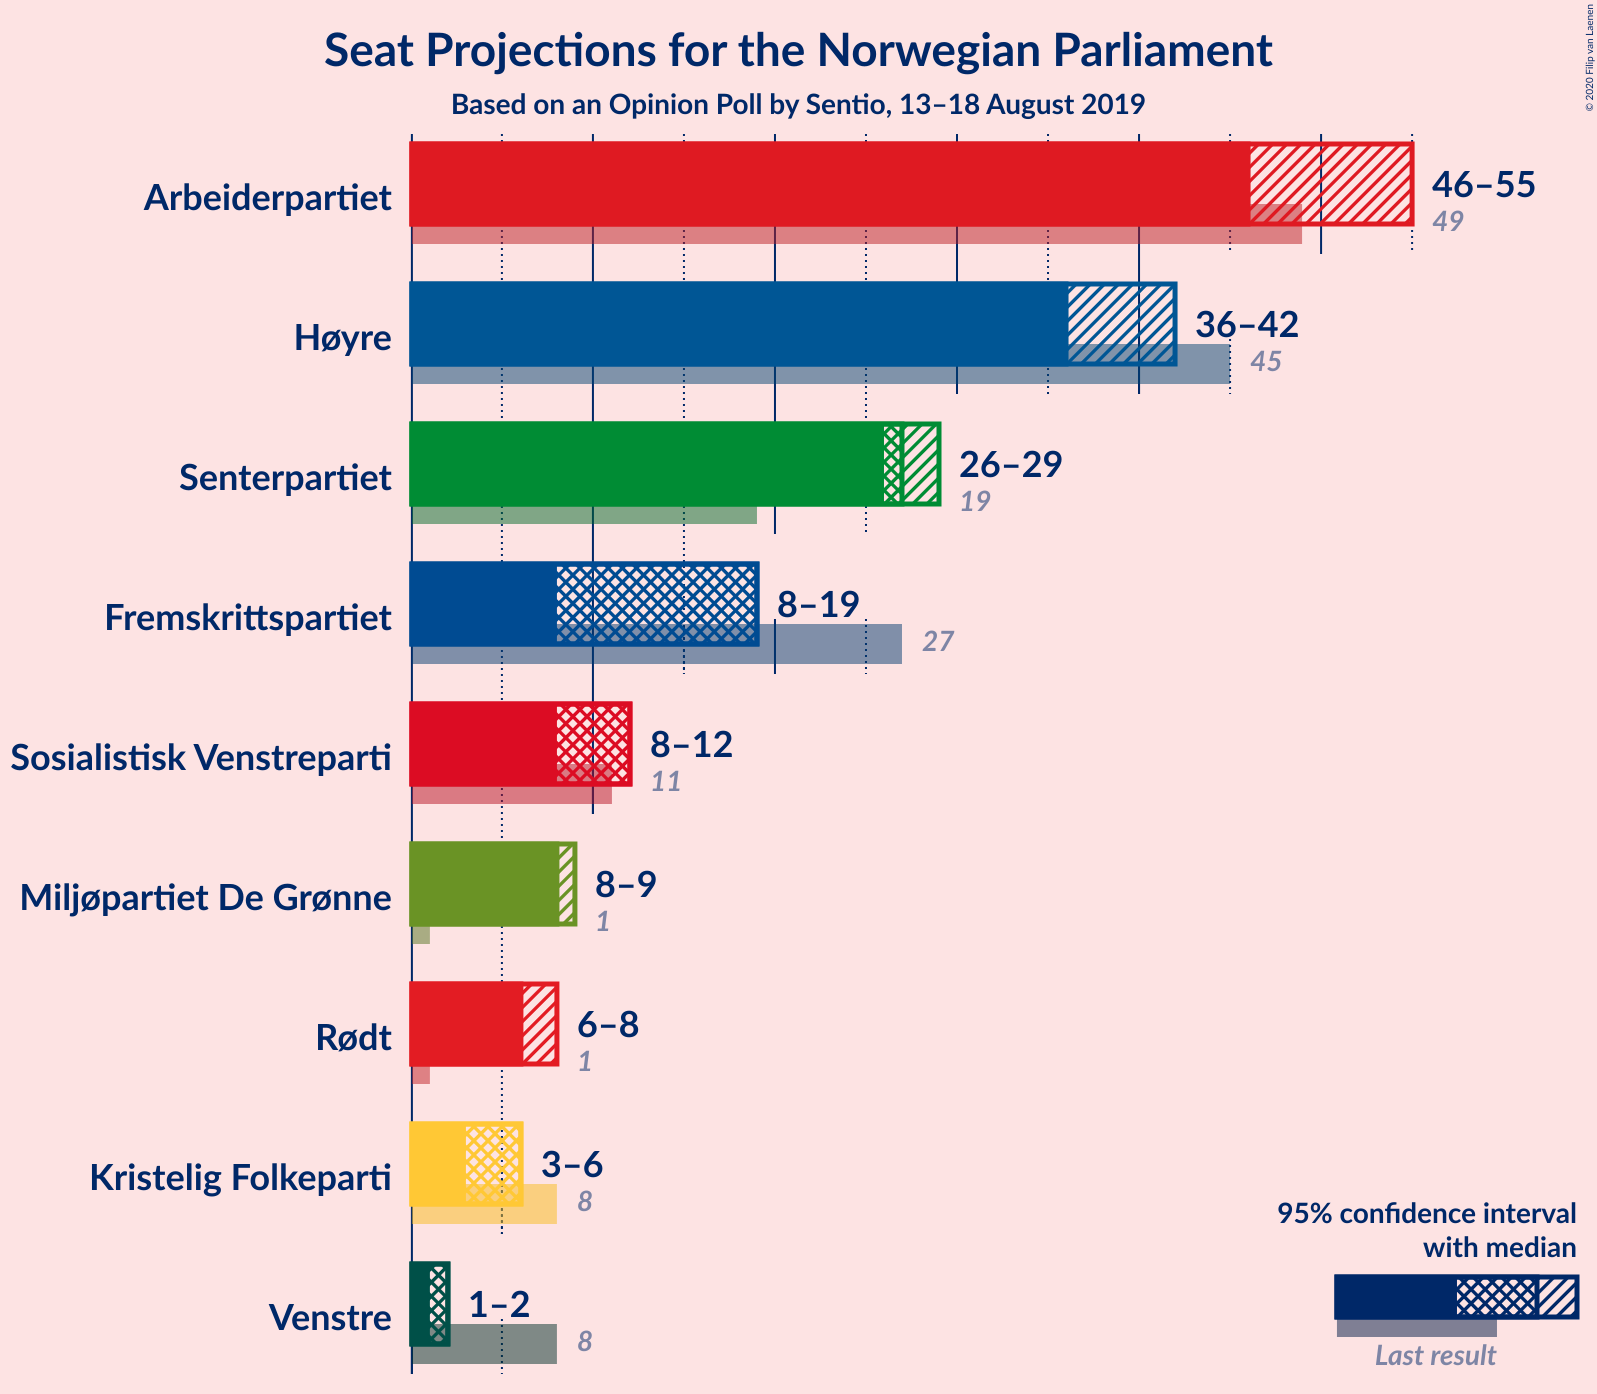 Seat Projections for the Norwegian Parliament
Based on an Opinion Poll by Sentio, 13–18 August 2019
© 2020 Filip van Laenen
Arbeiderpartiet
46–55
49
Høyre
36–42
45
Senterpartiet
26–29
19
Fremskrittspartiet
8–19
27
Sosialistisk Venstreparti
8–12
11
Miljøpartiet De Grønne
8–9
1
Rødt
6–8
1
Kristelig Folkeparti
3–6
8
Venstre
1–2
8
95% confidence interval
with median
Last result